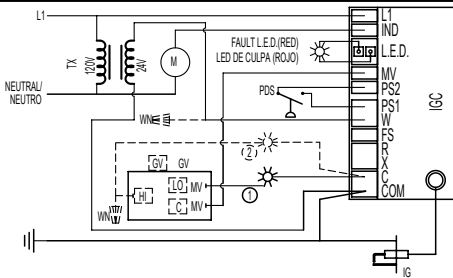 L1
L1
IND
FAULT L.E.D.(RED)
LED DE CULPA (ROJO)
L.E.D.
TX
120V
24V
M
MV
PS2
NEUTRAL/
NEUTRO
PDS
PS1
IGC
WN
W
FS
2
R
GV
GV
X
LO
MV
C
HI
1
C
MV
COM
WN
IG